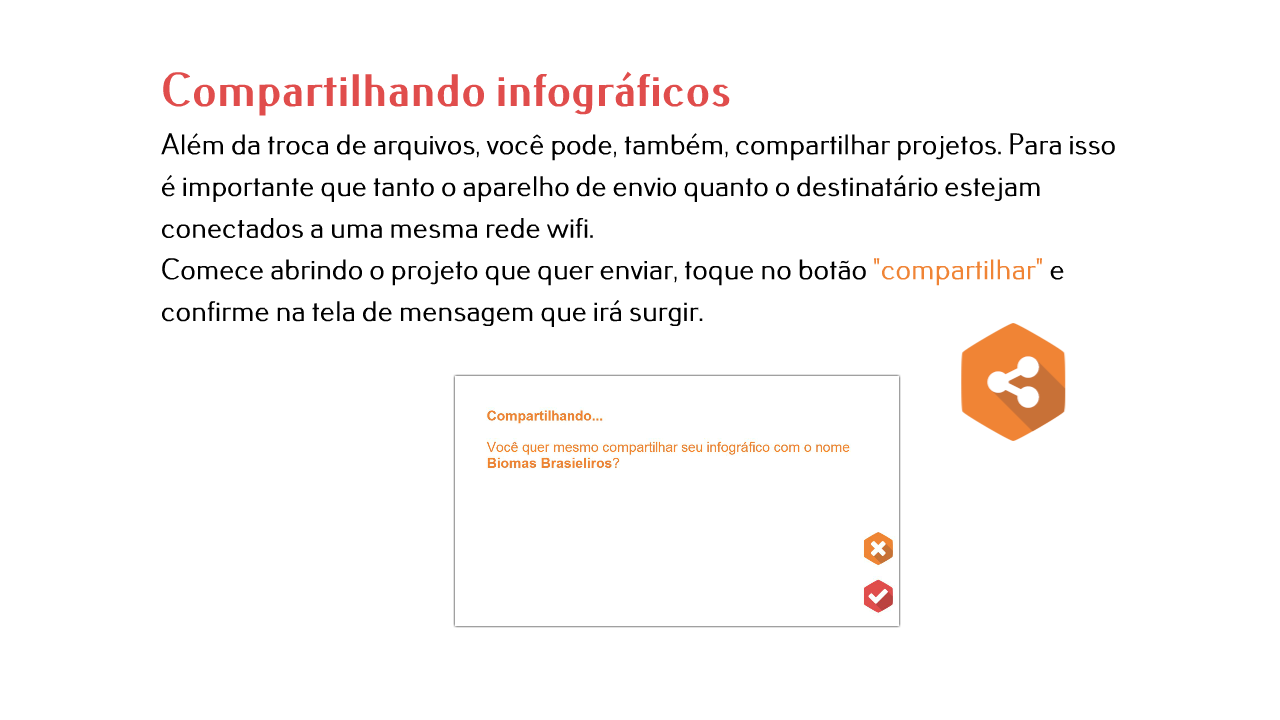 Compartilhando infográficos
Além da troca de arquivos, você pode, também, compartilhar projetos. Para isso
é importante que tanto o aparelho de envio quanto o destinatário estejam
conectados a uma mesma rede wifi.
Comece abrindo o projeto que quer enviar, toque no botão "compartilhar" e
confirme na tela de mensagem que irá surgir.
Compartilhando...
Você quer mesmo compartilhar seu infográfico com o nome
Biomas Brasieliros?